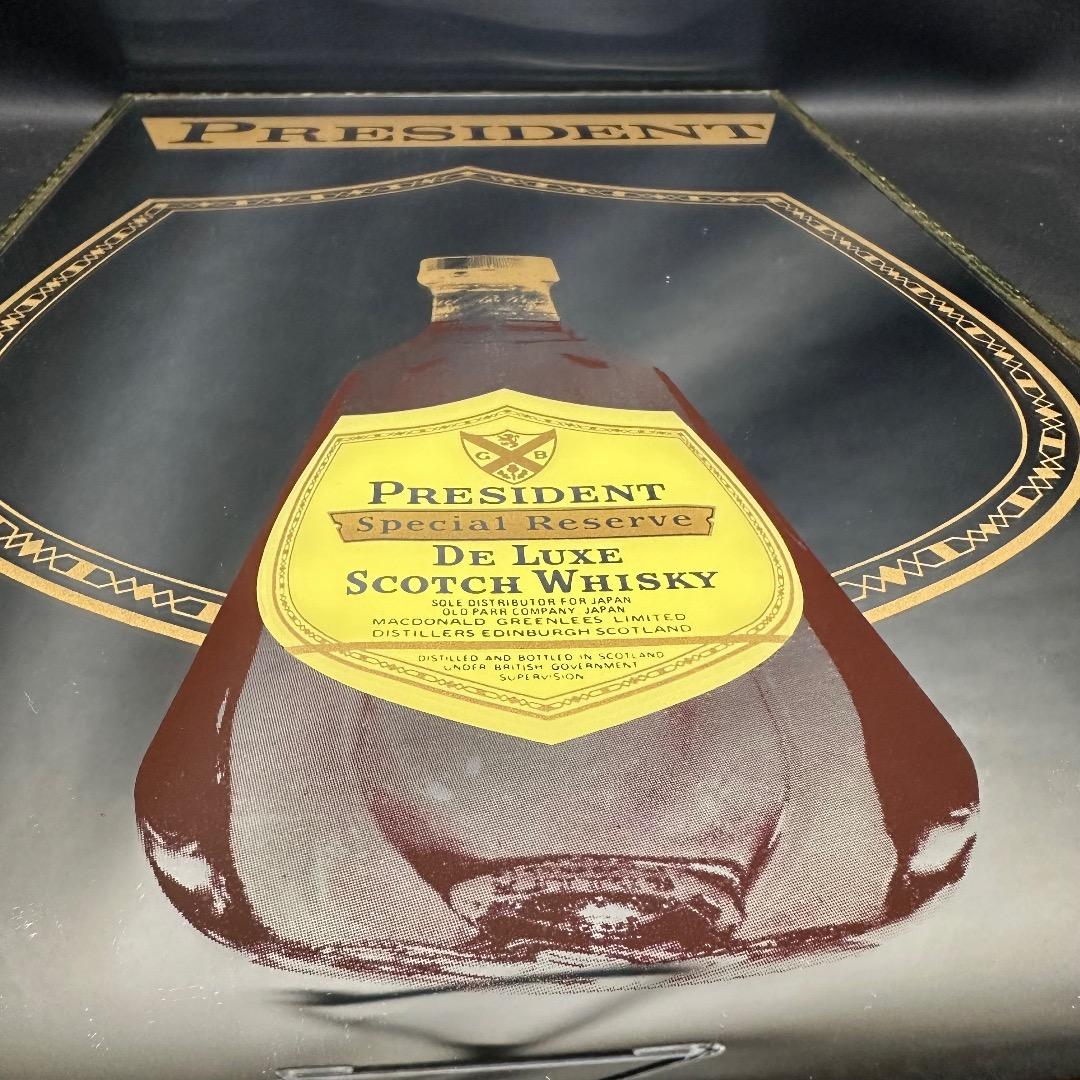 PRESIDENT
G B
PRESIDENT
Special Reserve
DE LUXE
SCOTCH WHISKY
SOLE DISTRIBUTOR FOR JAPAN
OLD PARR COMPANY JAPAN
MACDONALD GREENLEES LIMITED
DISTILLERS EDINBURGH SCOTLAND
DISTILLED AND BOTTLED IN SCOTLAND
UNDER BRITISH GOVERNMENT
SUPERVISION